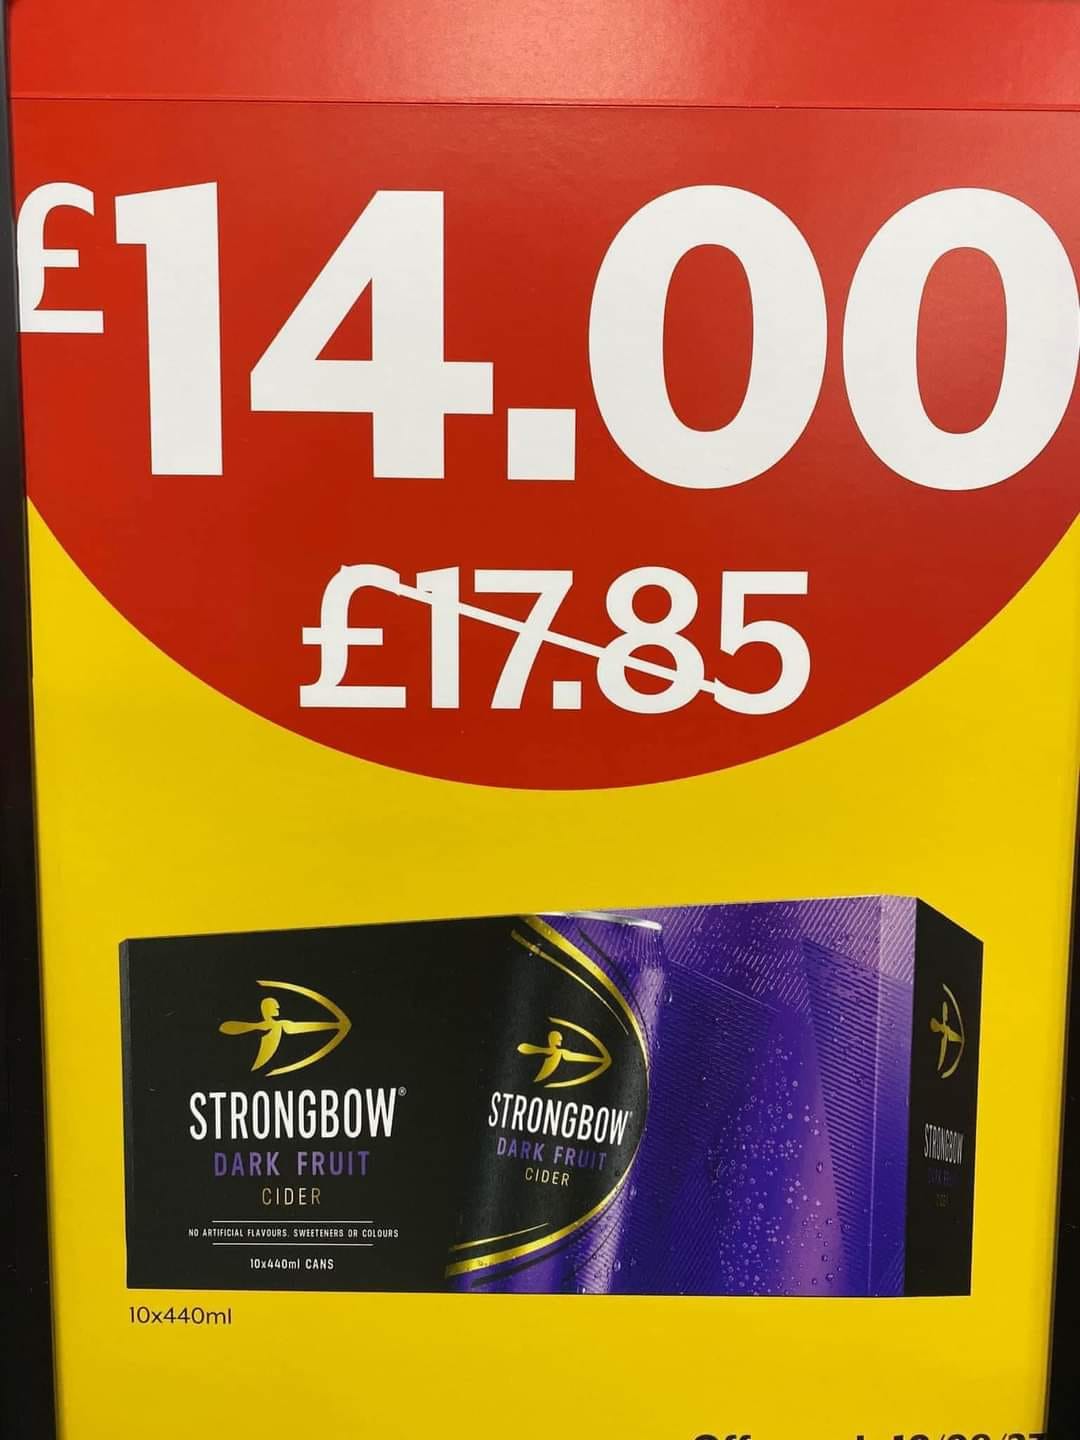 £14.00
£17.85
STRONGBOW®
DARK FRUIT
CIDER
NO ARTIFICIAL FLAVOURS. SWEETENERS OR COLOURS
10x440ml CANS
STRONGBOW
DARK FRUIT
CIDER
STRONGBOW
10x440ml